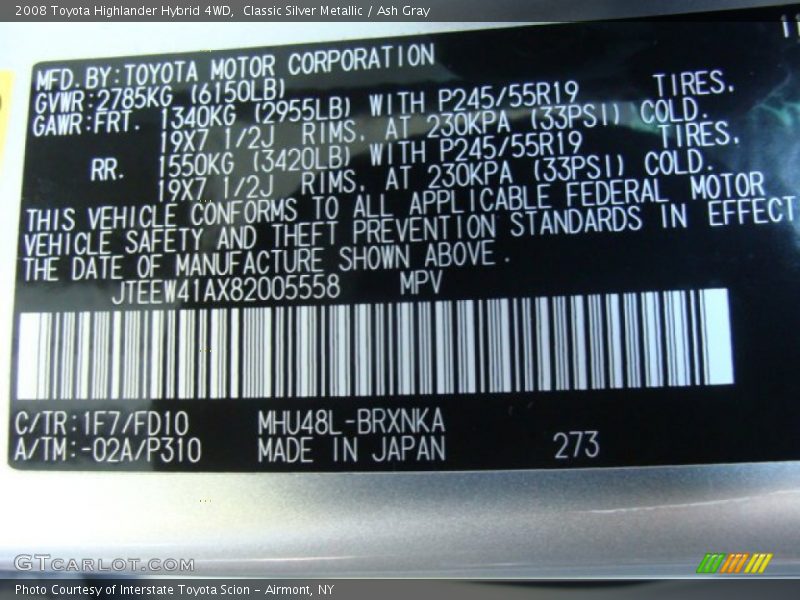 2008 Toyota Highlander Hybrid 4WD, Classic Silver Metallic / Ash Gray
MFD. BY: TOYOTA MOTOR CORPORATION
GVWR: 2785KG (6150LB)
GAWR: FRT. 1340KG (2955LB) WITH P245/55R19 TIRES.
19X7 1/2J RIMS. AT 230KPA (33PSI) COLD.
RR. 1550KG (3420LB) WITH P245/55R19 TIRES.
19X7 1/2J RIMS. AT 230KPA (33PSI) COLD.
THIS VEHICLE CONFORMS TO ALL APPLICABLE FEDERAL MOTOR
VEHICLE SAFETY AND THEFT PREVENTION STANDARDS IN EFFECT
THE DATE OF MANUFACTURE SHOWN ABOVE.
JTEEW41AX82005558 MPV
C/TR: 1F7/FD10 MHU48L-BRXNKA
A/TM: -02A/P310 MADE IN JAPAN 273
GTCARLOT.COM
Photo Courtesy of Interstate Toyota Scion - Airmont, NY